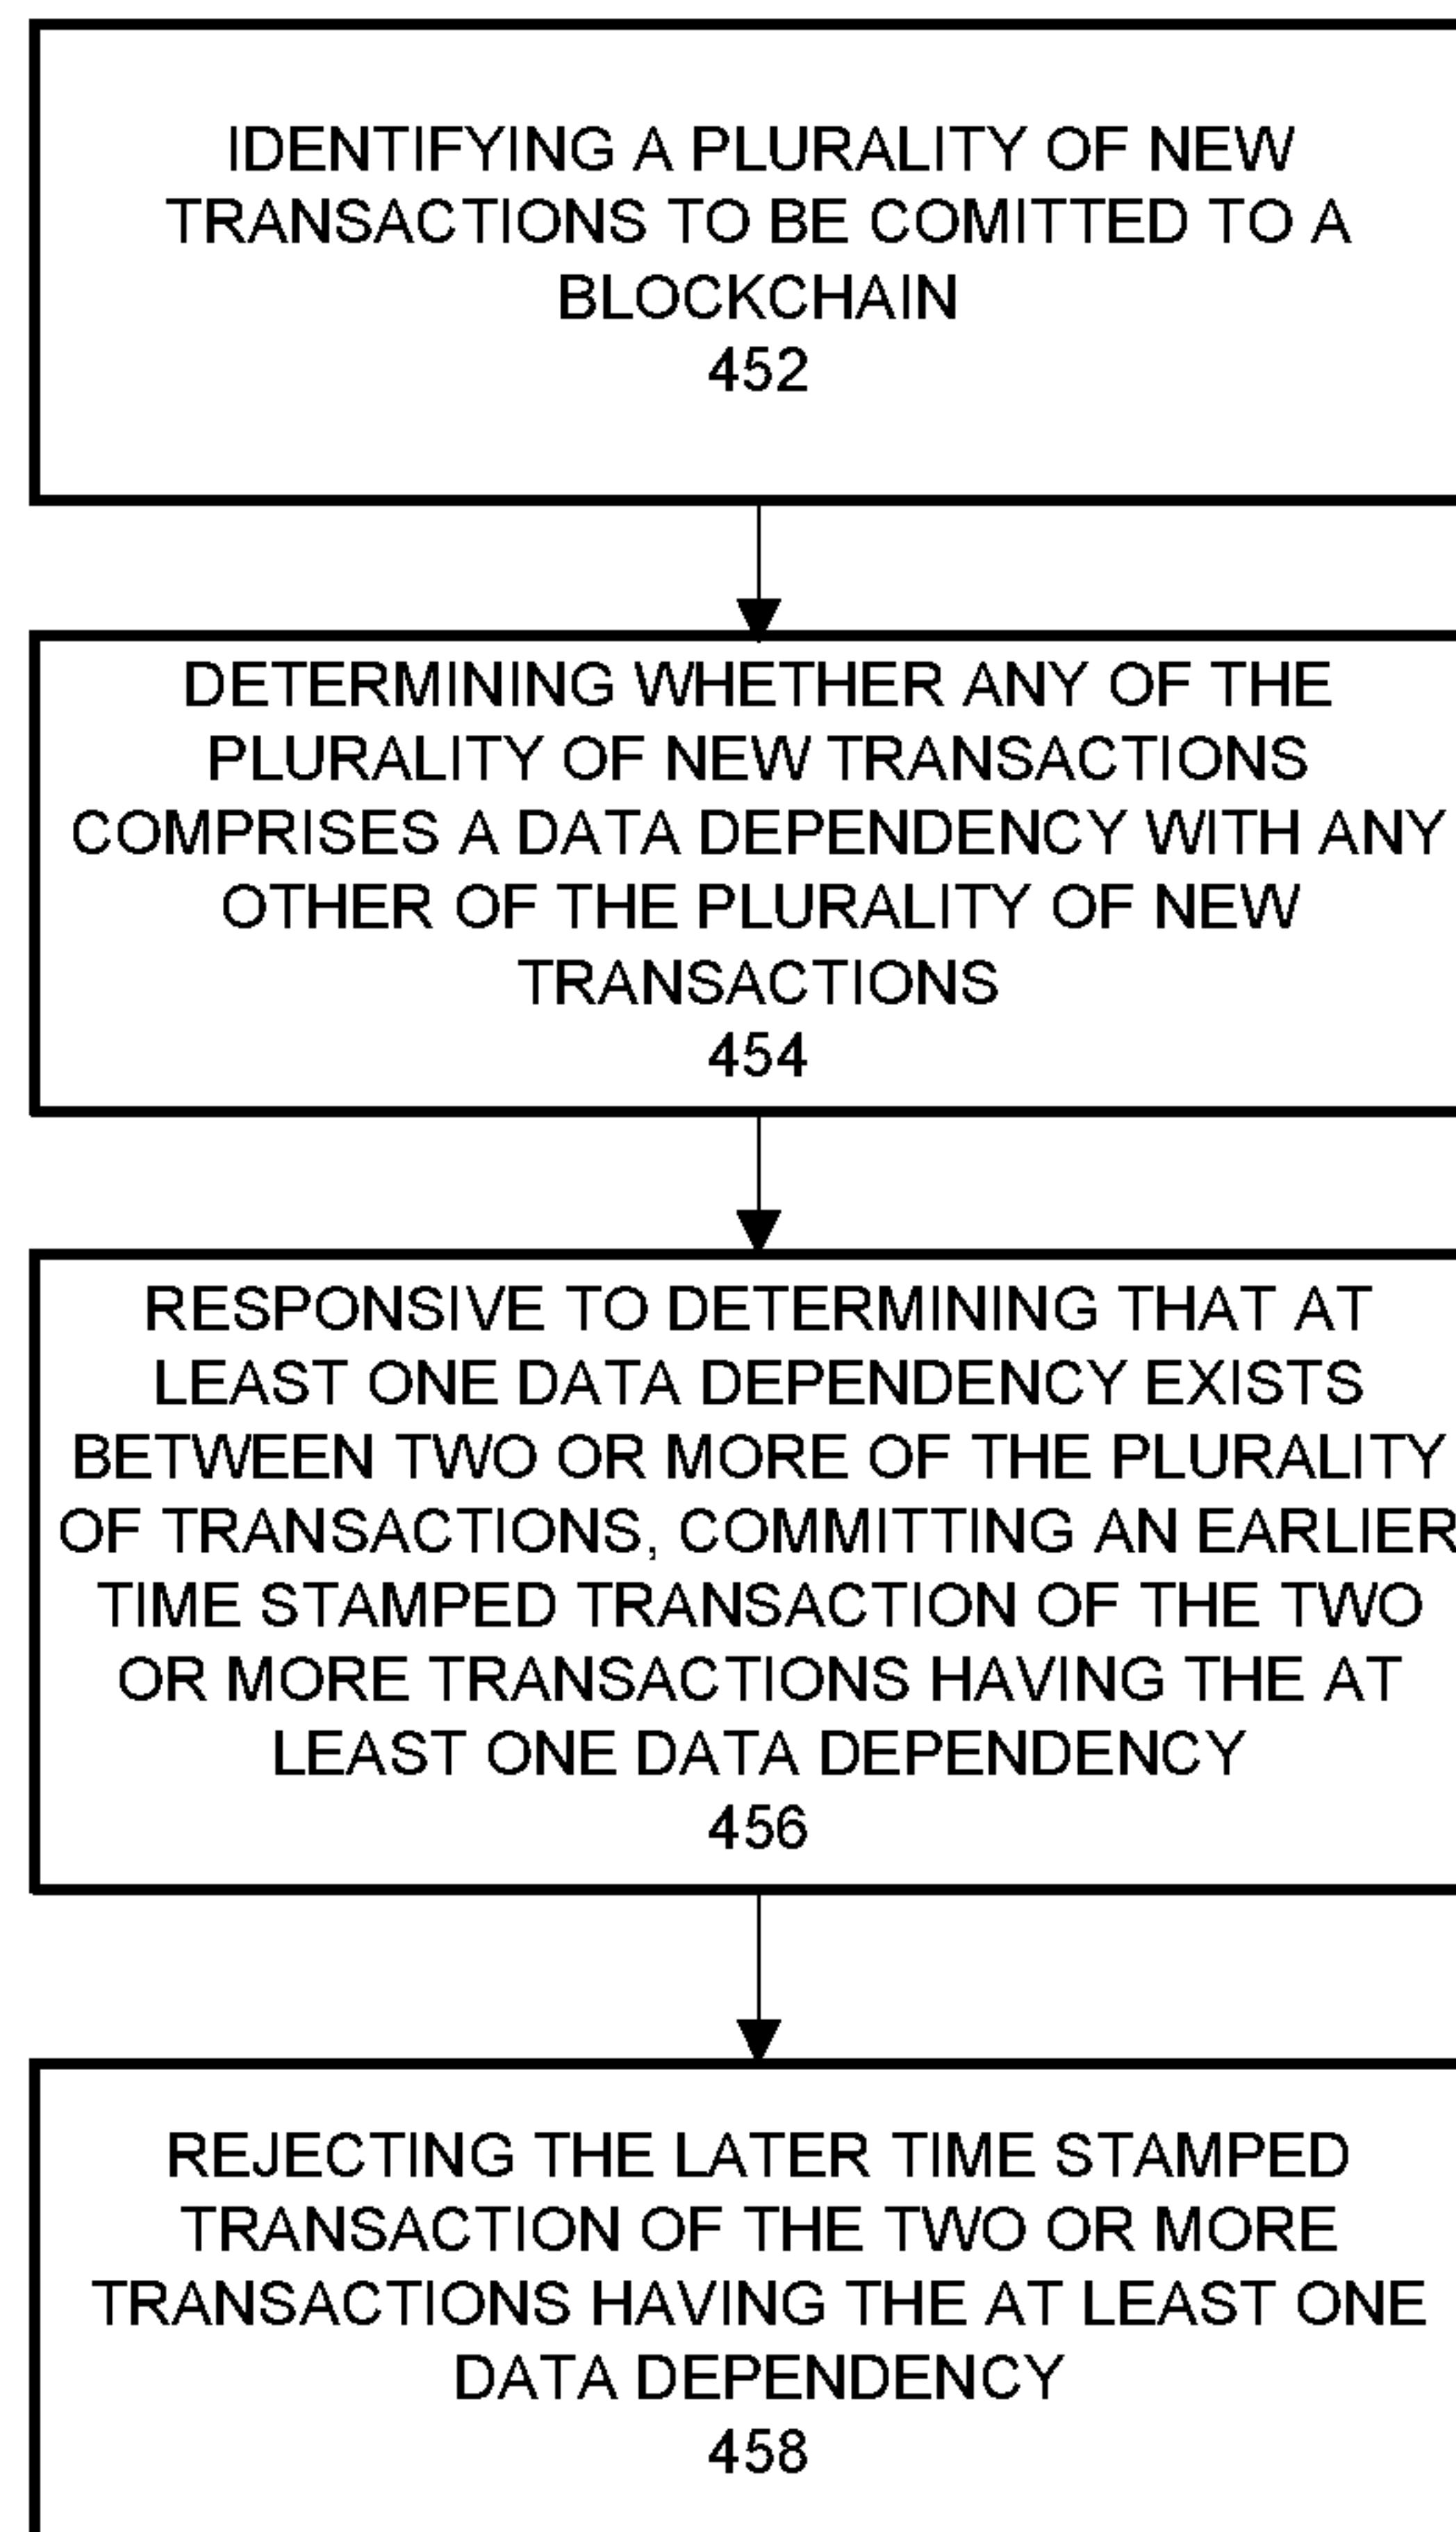 IDENTIFYING A PLURALITY OF NEW
TRANSACTIONS TO BE COMITTED TO A
BLOCKCHAIN
452
DETERMINING WHETHER ANY OF THE
PLURALITY OF NEW TRANSACTIONS
COMPRISES A DATA DEPENDENCY WITH ANY
OTHER OF THE PLURALITY OF NEW
TRANSACTIONS
454
RESPONSIVE TO DETERMINING THAT AT
LEAST ONE DATA DEPENDENCY EXISTS
BETWEEN TWO OR MORE OF THE PLURALITY
OF TRANSACTIONS, COMMITTING AN EARLIER
TIME STAMPED TRANSACTION OF THE TWO
OR MORE TRANSACTIONS HAVING THE AT
LEAST ONE DATA DEPENDENCY
456
REJECTING THE LATER TIME STAMPED
TRANSACTION OF THE TWO OR MORE
TRANSACTIONS HAVING THE AT LEAST ONE
DATA DEPENDENCY
458